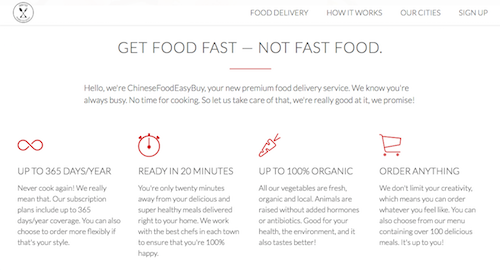 FOOD DELIVERY HOW IT WORKS OUR CITIES SIGN UP
GET FOOD FAST — NOT FAST FOOD.
Hello, we're ChineseFoodEasyBuy, your new premium food delivery service. We know you're
always busy. No time for cooking. So let us take care of that, we're really good at it, we promise!
UP TO 365 DAYS/YEAR
Never cook again! We really
mean that. Our subscription
plans include up to 365
days/year coverage. You can also
choose to order more flexibly if
that's your style.
READY IN 20 MINUTES
You're only twenty minutes
away from your delicious and
super healthy meals delivered
right to your home. We work
with the best chefs in each town
to ensure that you're 100%
happy.
UP TO 100% ORGANIC
All our vegetables are fresh,
organic and local. Animals are
raised without added hormones
or antibiotics. Good for your
health, the environment, and it
also tastes better!
ORDER ANYTHING
We don't limit your creativity,
which means you can order
whatever you feel like. You can
also choose from our menu
containing over 100 delicious
meals. It's up to you!